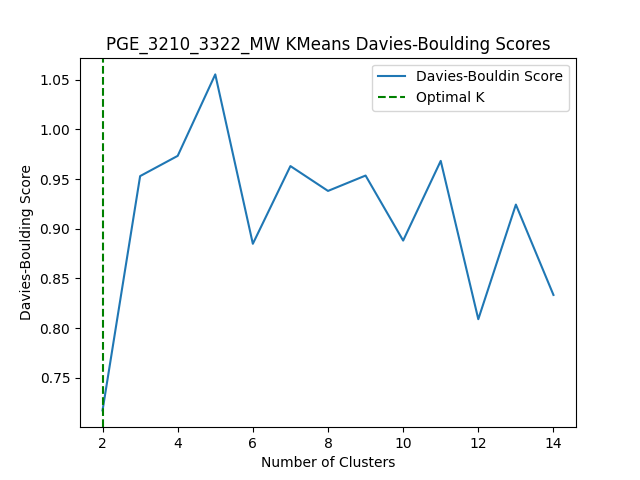 PGE_3210_3322_MW KMeans Davies-Boulding Scores
Davies-Bouldin Score
Optimal K
Davies-Boulding Score
1.05
1.00
0.95
0.90
0.85
0.80
0.75
2 4 6 8 10 12 14
Number of Clusters